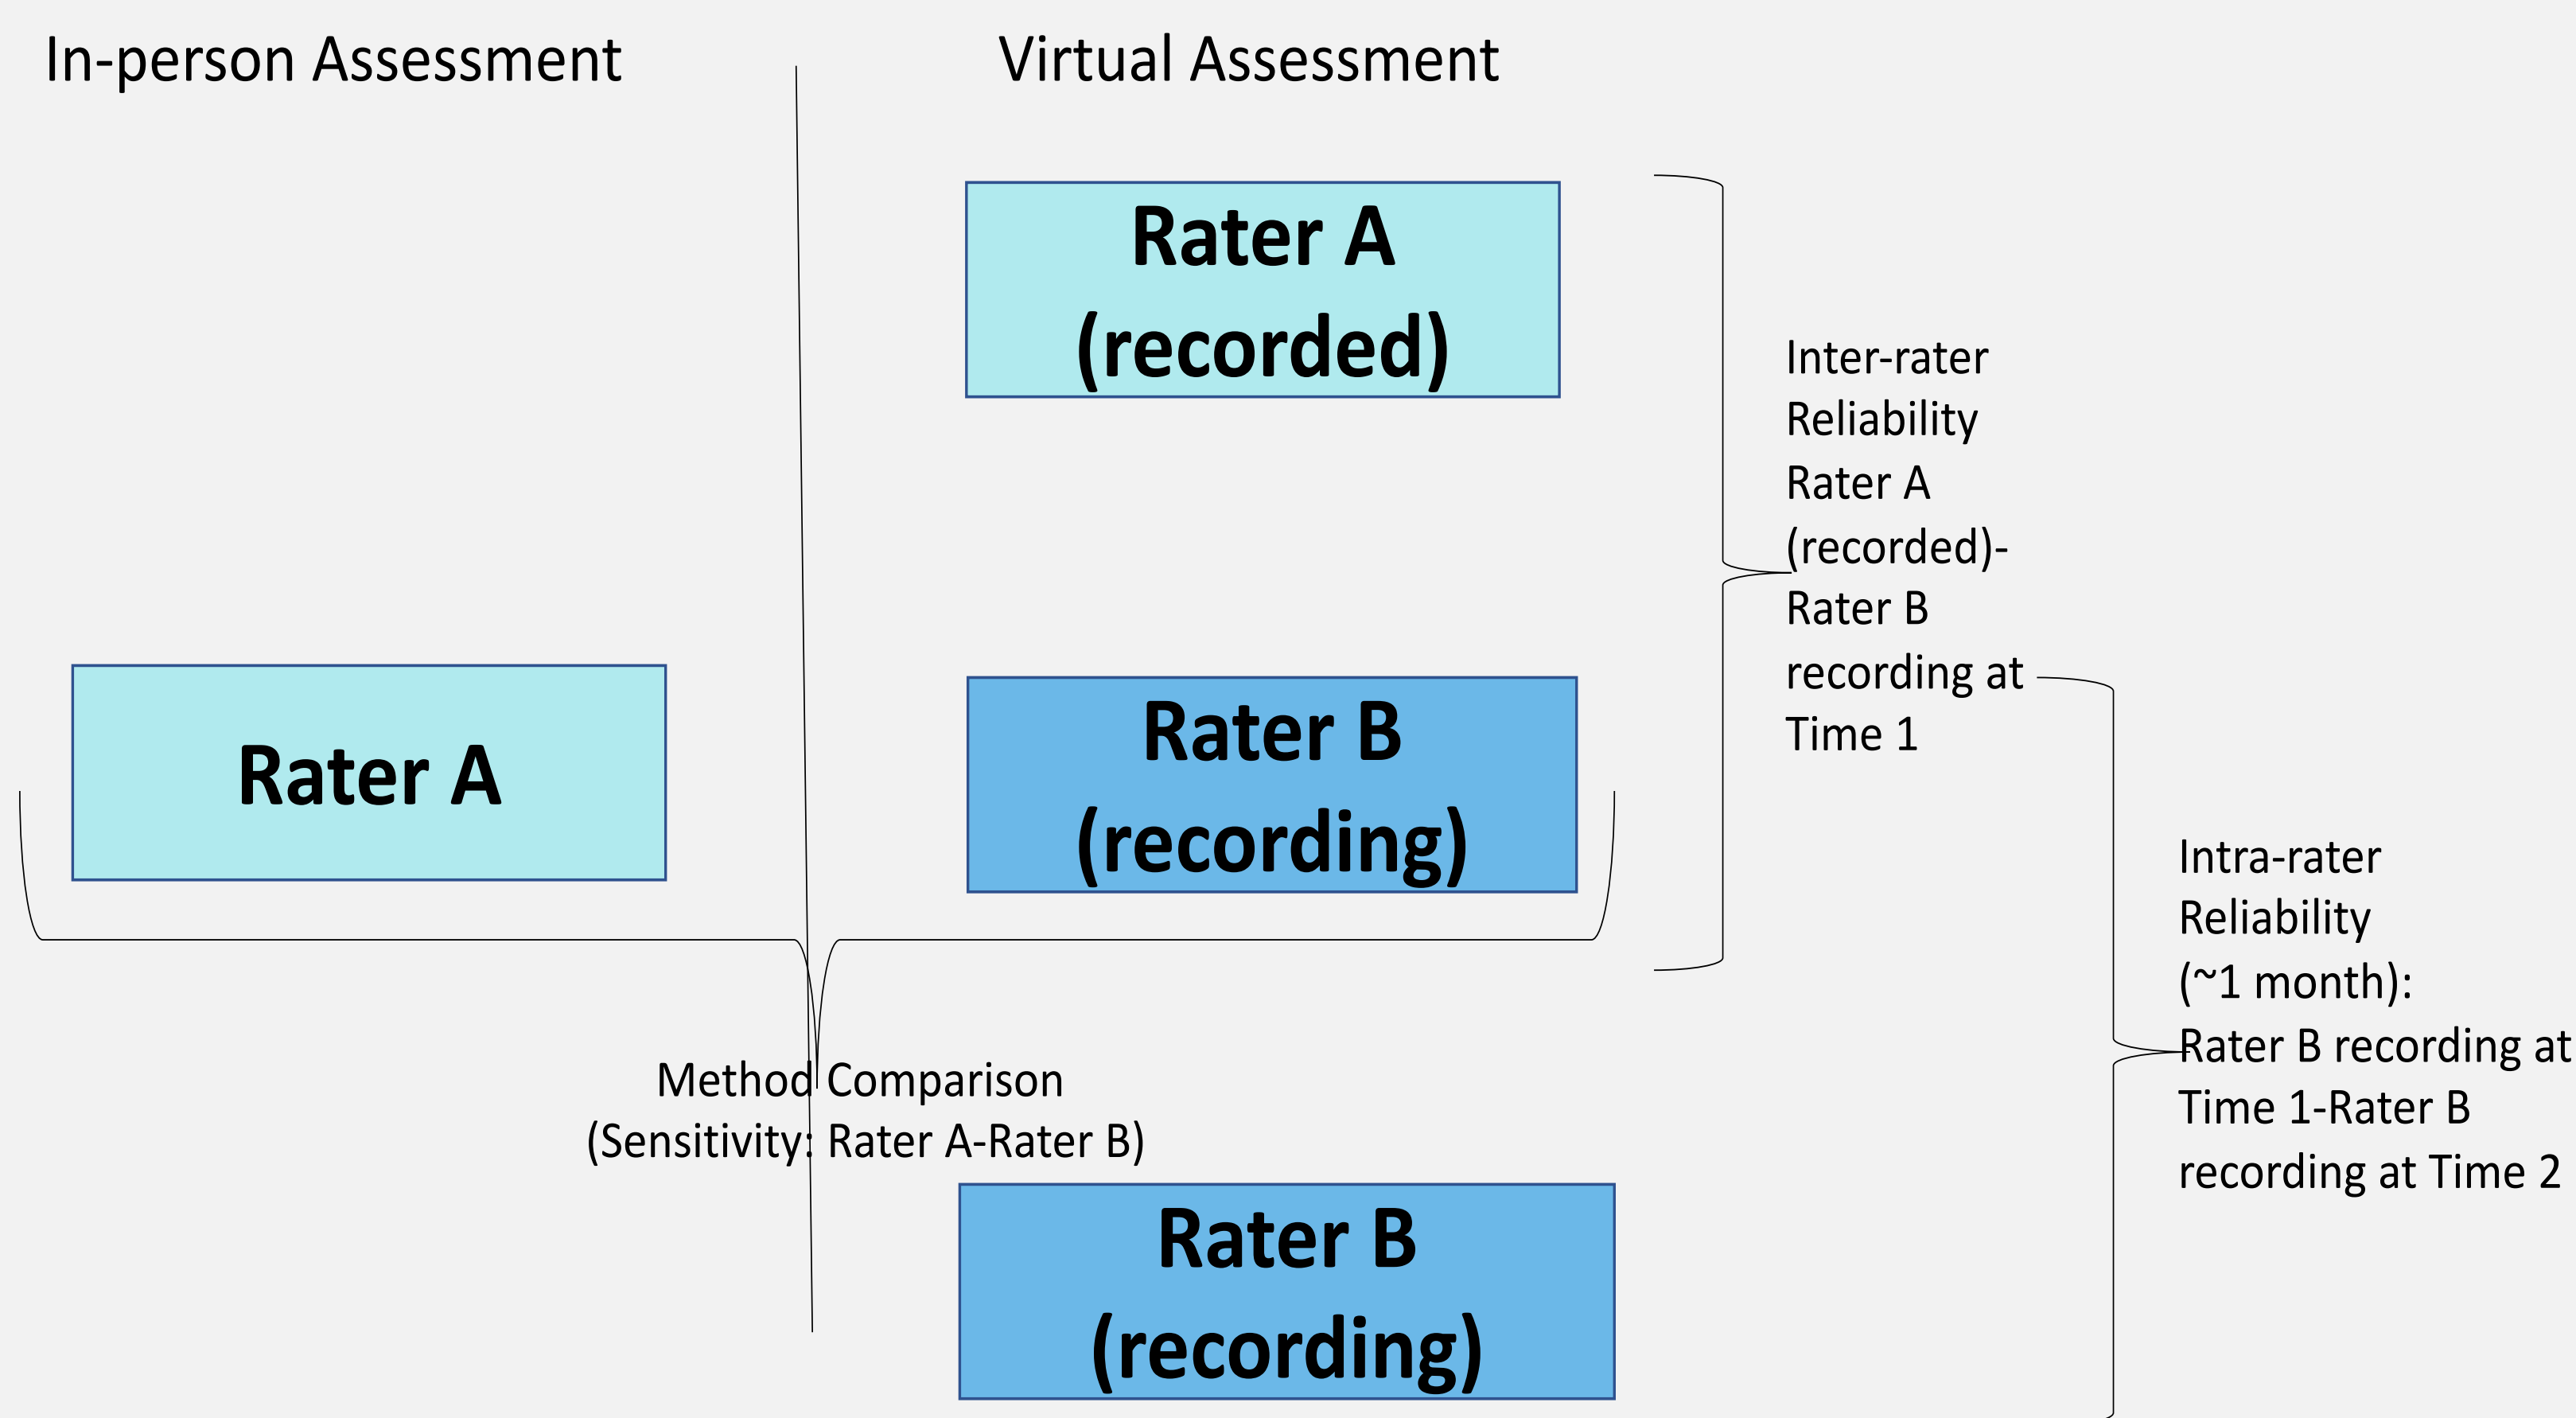 In-person Assessment
Virtual Assessment
Rater A
(recorded)
Inter-rater
Reliability
Rater A
(recorded)-
Rater B
recording at
Time 1
Rater A
Rater B
(recording)
Intra-rater
Reliability
(~1 month):
Rater B recording at
Time 1-Rater B
recording at Time 2
Method Comparison
(Sensitivity: Rater A-Rater B)
Rater B
(recording)